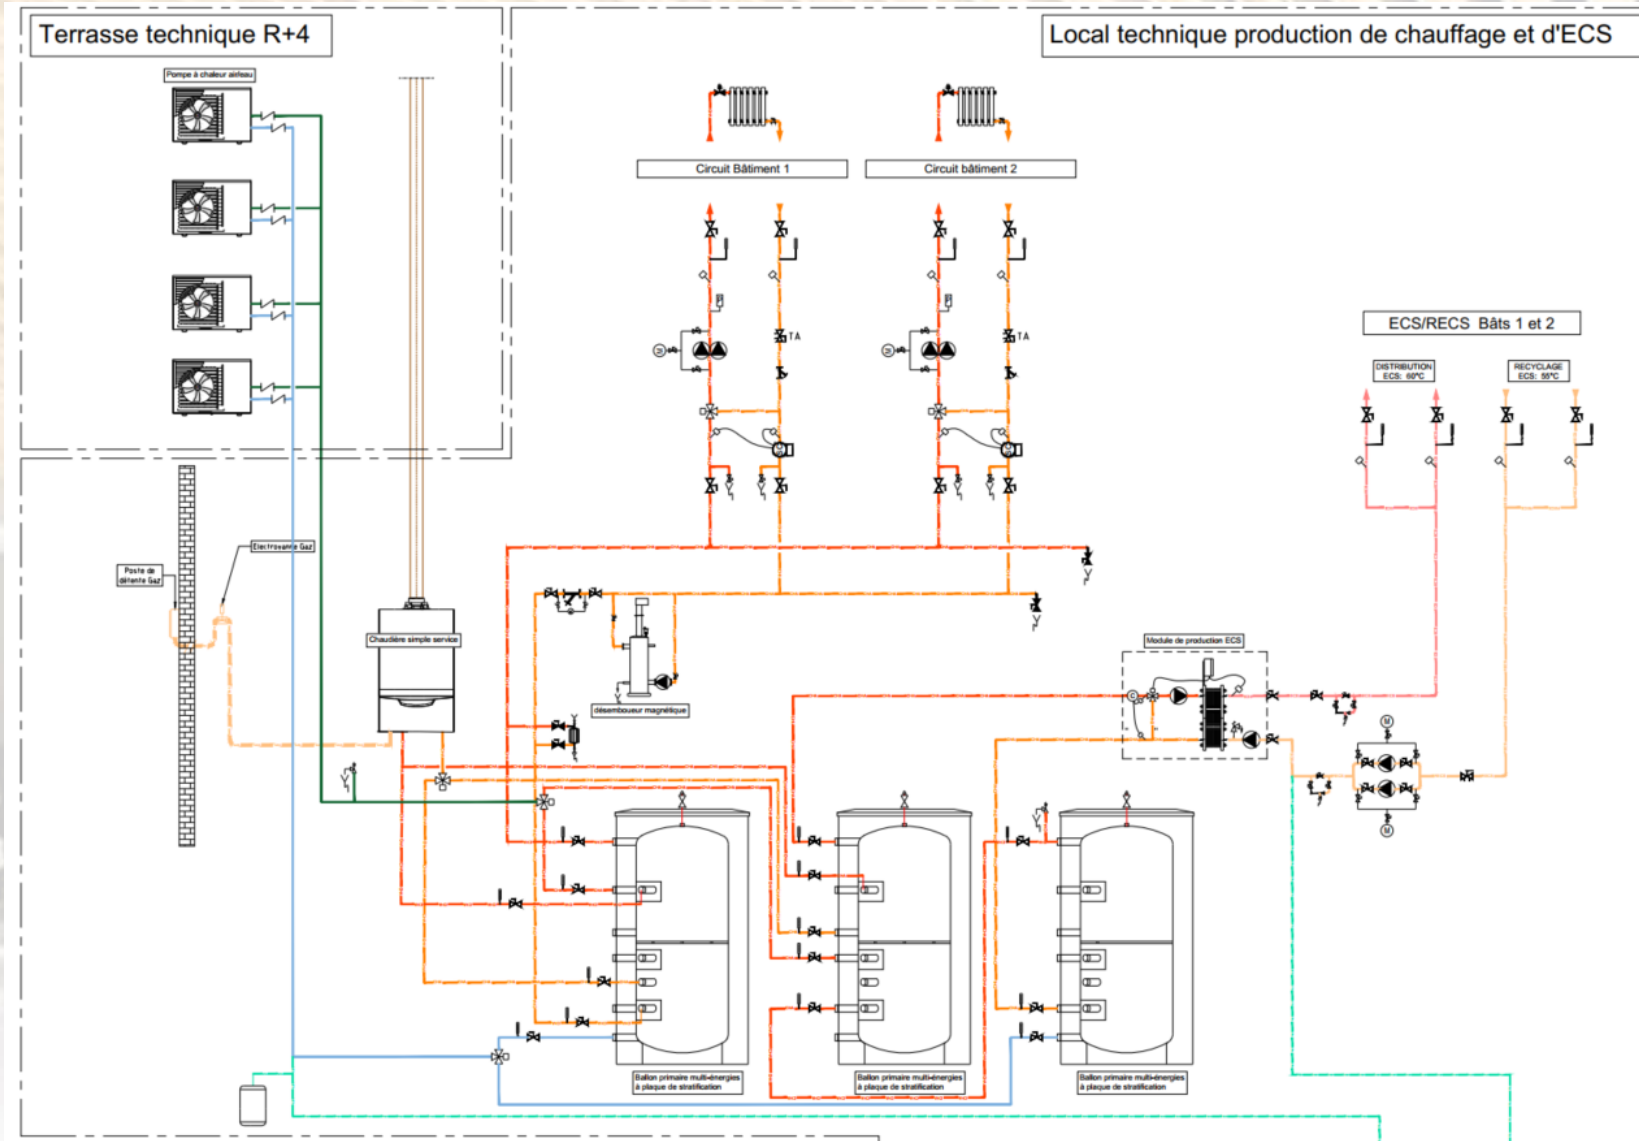 Terrasse technique R+4
Local technique production de chauffage et d'ECS
Pompe à chaleur air/eau
Circuit Bâtiment 1
Circuit bâtiment 2
TA
TA
M
M
ECS/RECS Bâts 1 et 2
DISTRIBUTION
ECS: 60°C
RECYCLAGE
ECS: 55°C
Electrovanne Gaz
Poste de
détente Gaz
Chaudière simple service
Module de production ECS
désemboueur magnétique
M
M
Ballon primaire multi-énergies
à plaque de stratification
Ballon primaire multi-énergies
à plaque de stratification
Ballon primaire multi-énergies
à plaque de stratification